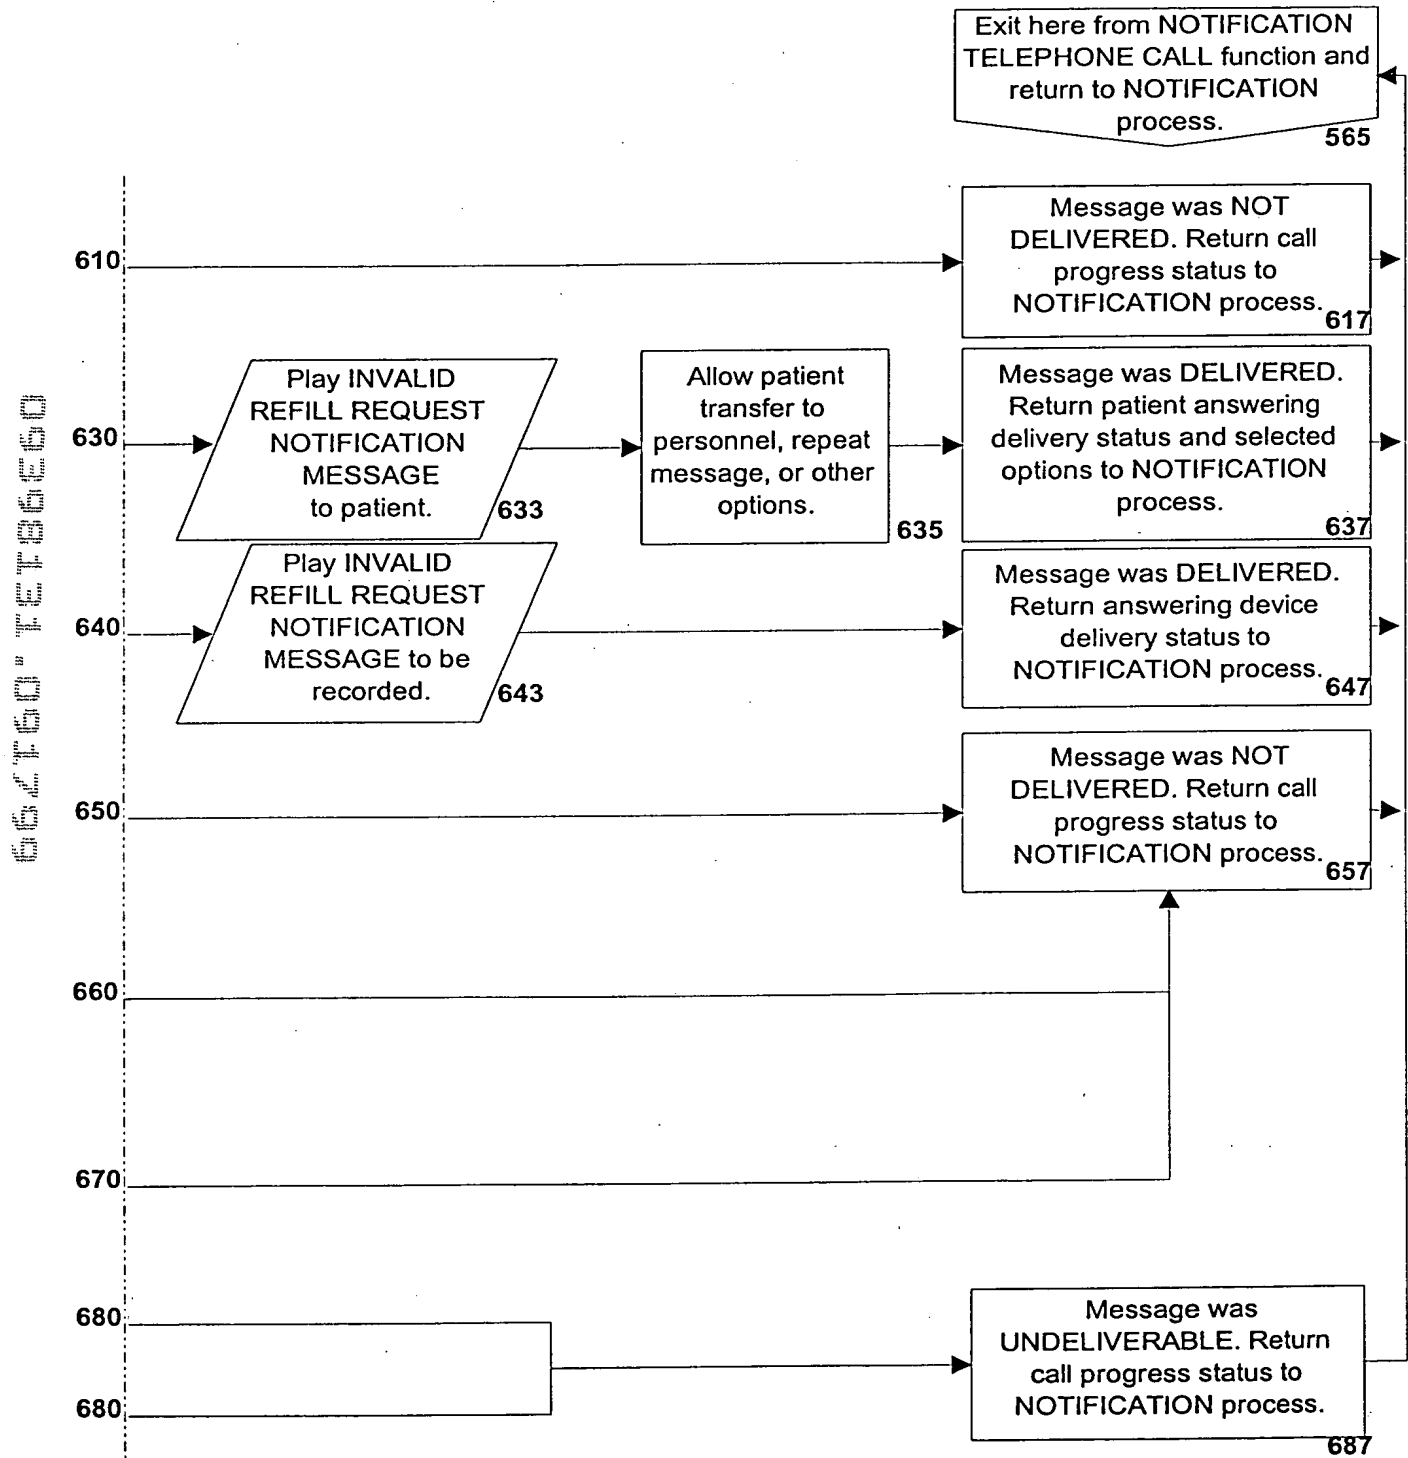 Exit here from NOTIFICATION
TELEPHONE CALL function and
return to NOTIFICATION
process.
565
610
Message was NOT
DELIVERED. Return call
progress status to
NOTIFICATION process.
617
630
Play INVALID
REFILL REQUEST
NOTIFICATION
MESSAGE
to patient.
633
Allow patient
transfer to
personnel, repeat
message, or other
options.
635
Message was DELIVERED.
Return patient answering
delivery status and selected
options to NOTIFICATION
process.
637
640
Play INVALID
REFILL REQUEST
NOTIFICATION
MESSAGE to be
recorded.
643
Message was DELIVERED.
Return answering device
delivery status to
NOTIFICATION process.
647
650
Message was NOT
DELIVERED. Return call
progress status to
NOTIFICATION process.
657
660
670
680
680
Message was
UNDELIVERABLE. Return
call progress status to
NOTIFICATION process.
687